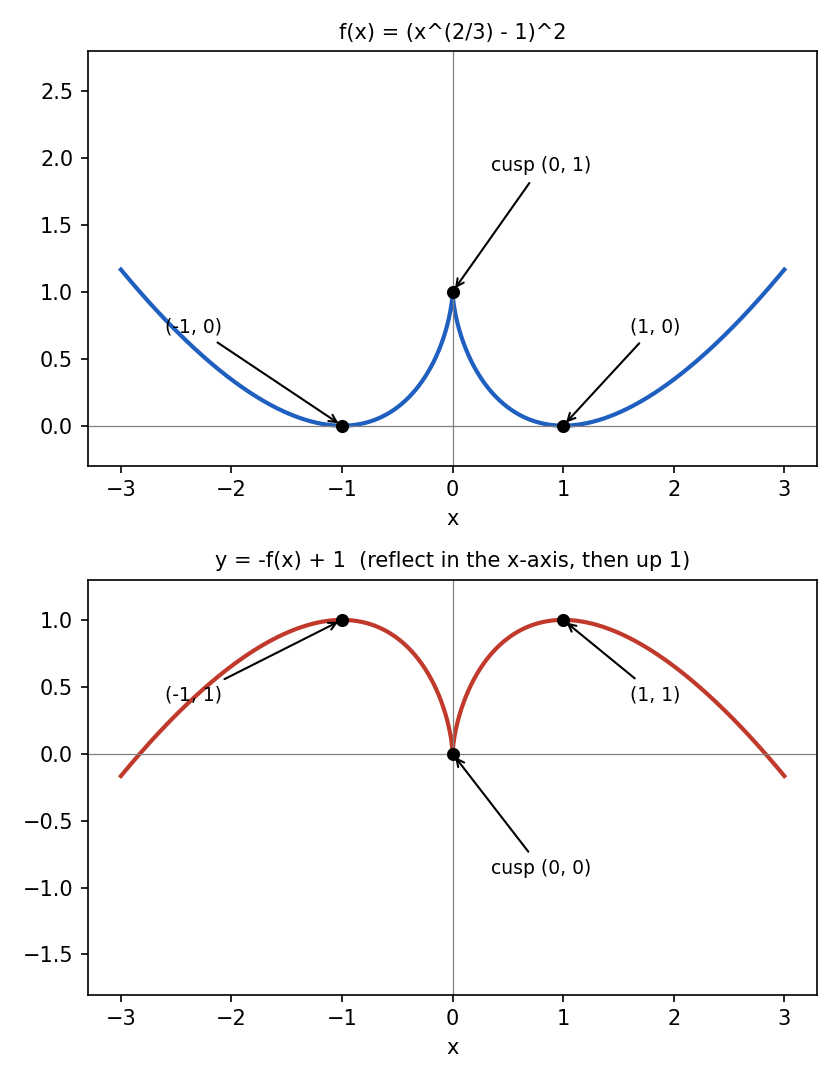 f(x) = (x^(2/3) - 1)^2
2.5
2.0
cusp (0, 1)
1.5
1.0
(-1, 0)
(1, 0)
0.5
0.0
−3 −2 −1 0 1 2 3
x
y = -f(x) + 1  (reflect in the x-axis, then up 1)
1.0
0.5
(-1, 1)
(1, 1)
0.0
−0.5
cusp (0, 0)
−1.0
−1.5
−3 −2 −1 0 1 2 3
x